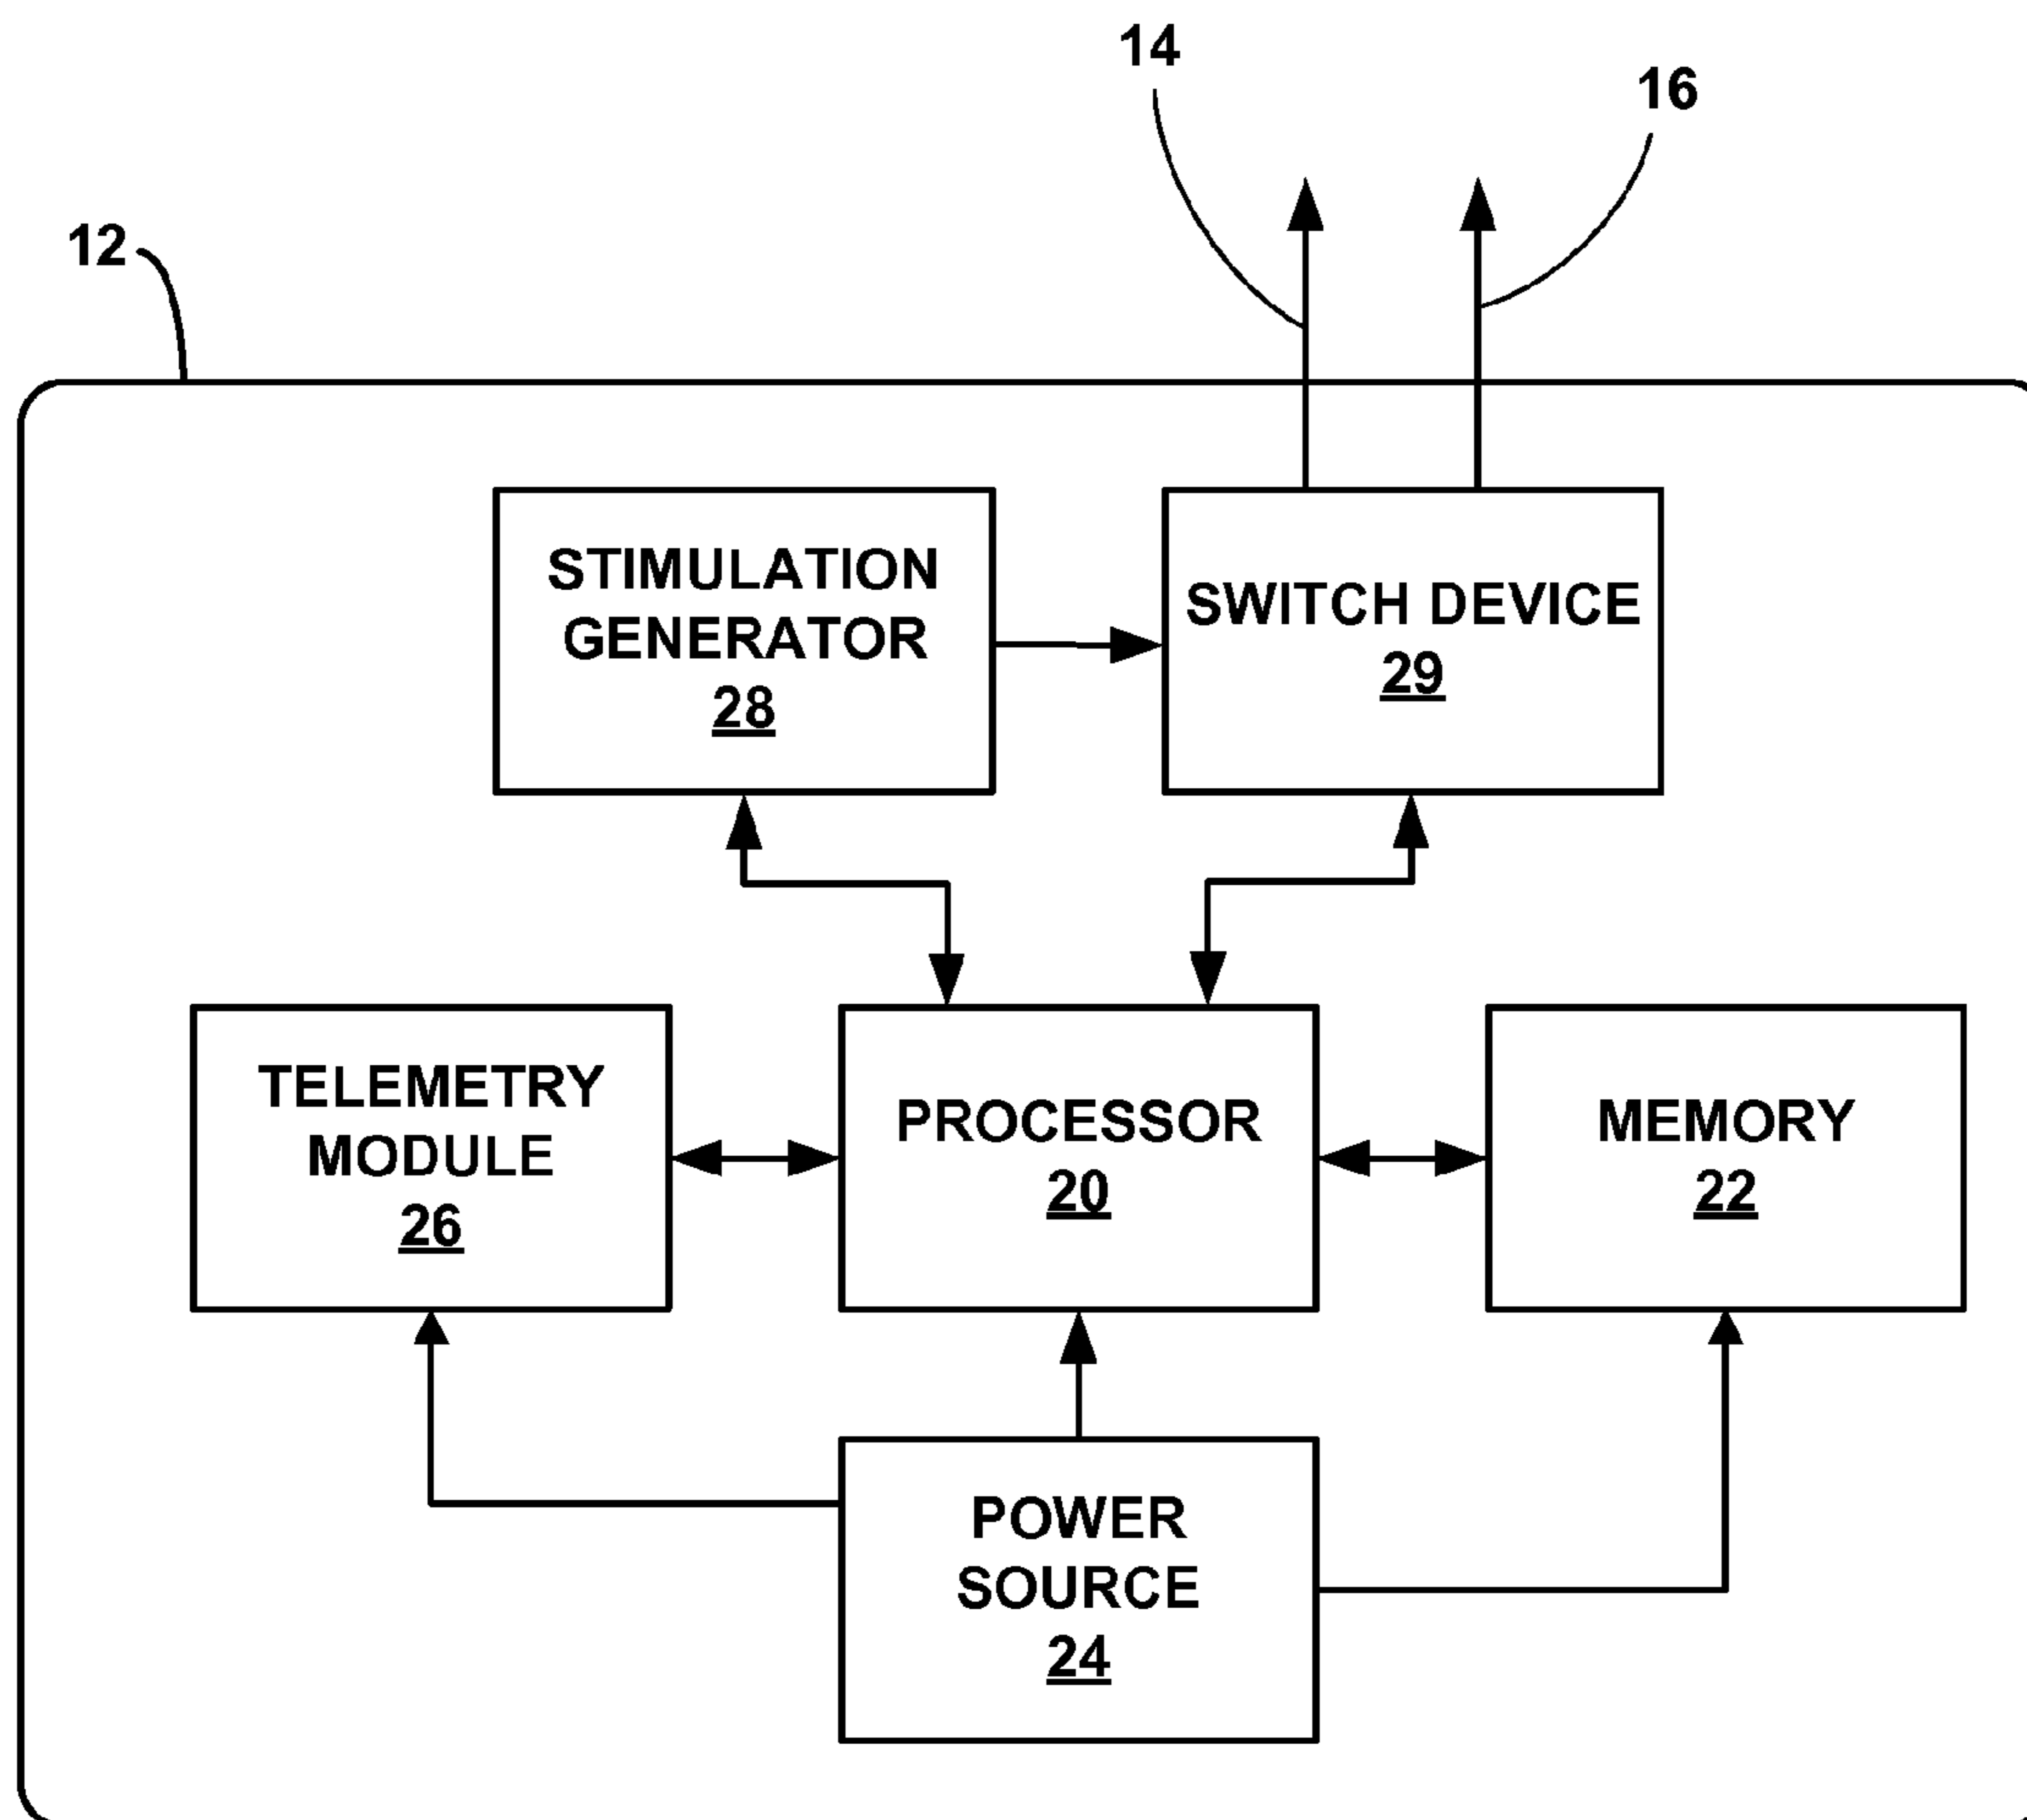 14
16
12
STIMULATION
GENERATOR
28
SWITCH DEVICE
29
TELEMETRY
MODULE
26
PROCESSOR
20
MEMORY
22
POWER
SOURCE
24